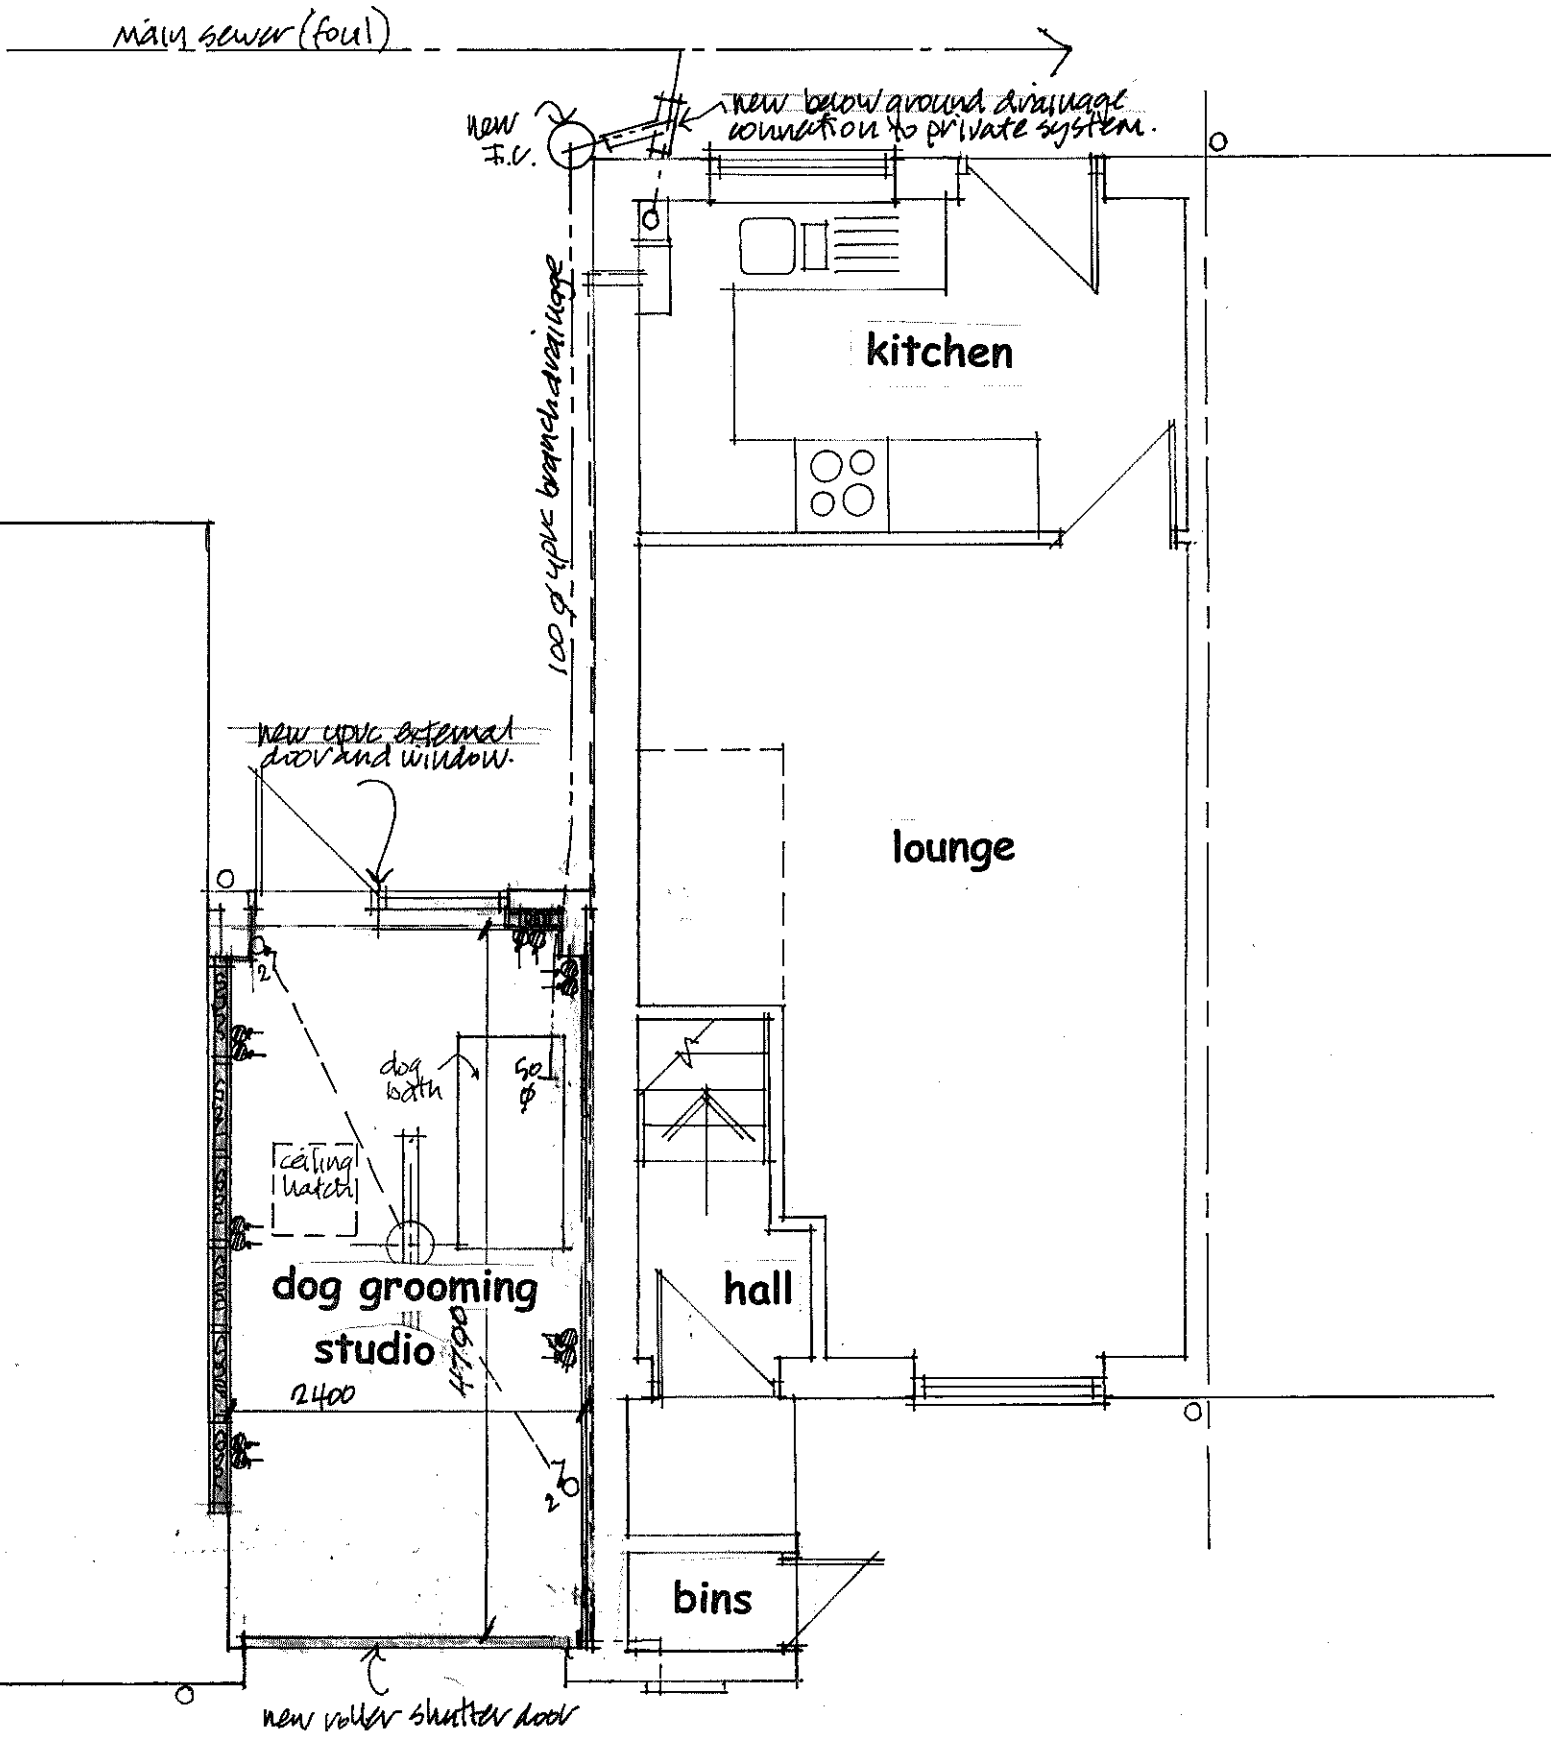 main sewer (foul)
new
I.C.
new below ground drainage
connection to private system.
100 ø upvc branch drainage
kitchen
new upvc external
door and window.
lounge
2
dog
bath
50
ø
ceiling
hatch
dog grooming
studio
4790
2400
hall
2
bins
new roller shutter door